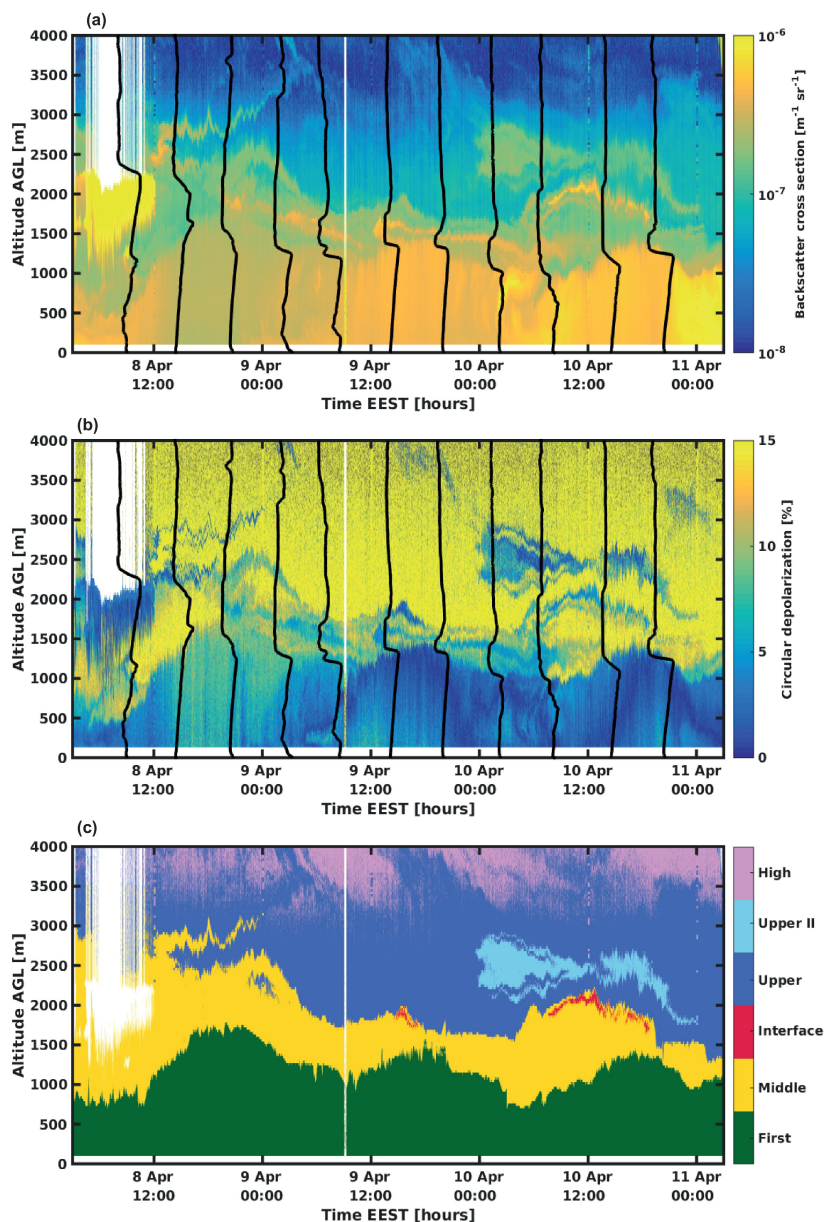 (a)
4000
3500
3000
2500
2000
1500
1000
500
0
Altitude AGL [m]
8 Apr 9 Apr 9 Apr 10 Apr 10 Apr 11 Apr
12:00 00:00 12:00 00:00 12:00 00:00
Time EEST [hours]
10-6
10-7
10-8
Backscatter cross section [m-1 sr-1]
(b)
4000
3500
3000
2500
2000
1500
1000
500
0
Altitude AGL [m]
8 Apr 9 Apr 9 Apr 10 Apr 10 Apr 11 Apr
12:00 00:00 12:00 00:00 12:00 00:00
Time EEST [hours]
15
10
5
0
Circular depolarization [%]
(c)
4000
3500
3000
2500
2000
1500
1000
500
0
Altitude AGL [m]
8 Apr 9 Apr 9 Apr 10 Apr 10 Apr 11 Apr
12:00 00:00 12:00 00:00 12:00 00:00
Time EEST [hours]
High
Upper II
Upper
Interface
Middle
First